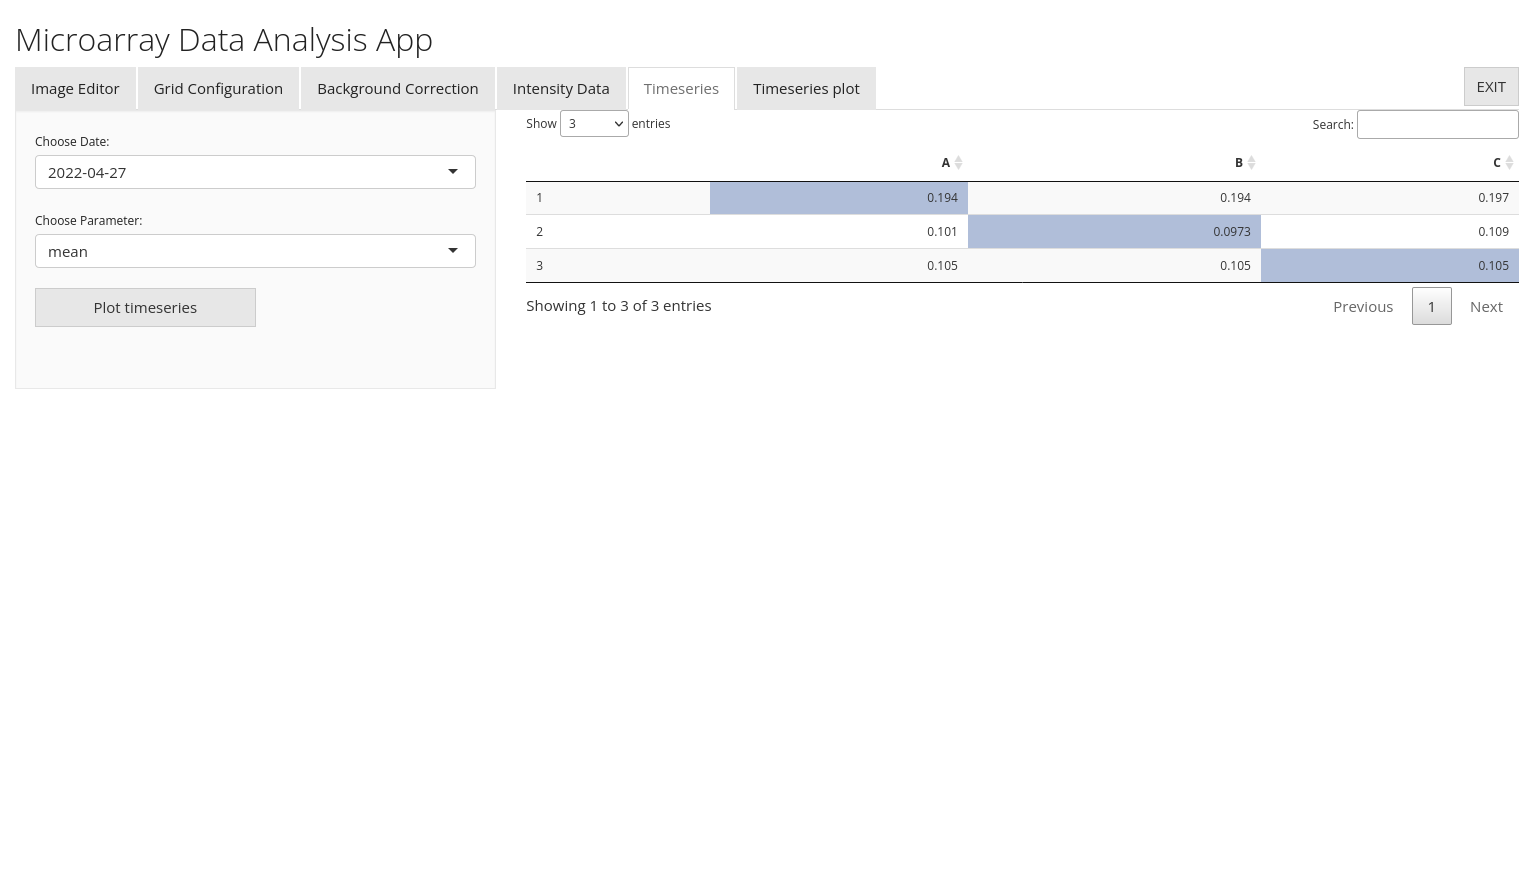 Microarray Data Analysis App
Image Editor Grid Configuration Background Correction Intensity Data Timeseries Timeseries plot EXIT
Choose Date:
2022-04-27
Choose Parameter:
mean
Plot timeseries
Show 3 entries Search:
A B C
1 0.194 0.194 0.197
2 0.101 0.0973 0.109
3 0.105 0.105 0.105
Showing 1 to 3 of 3 entries Previous 1 Next